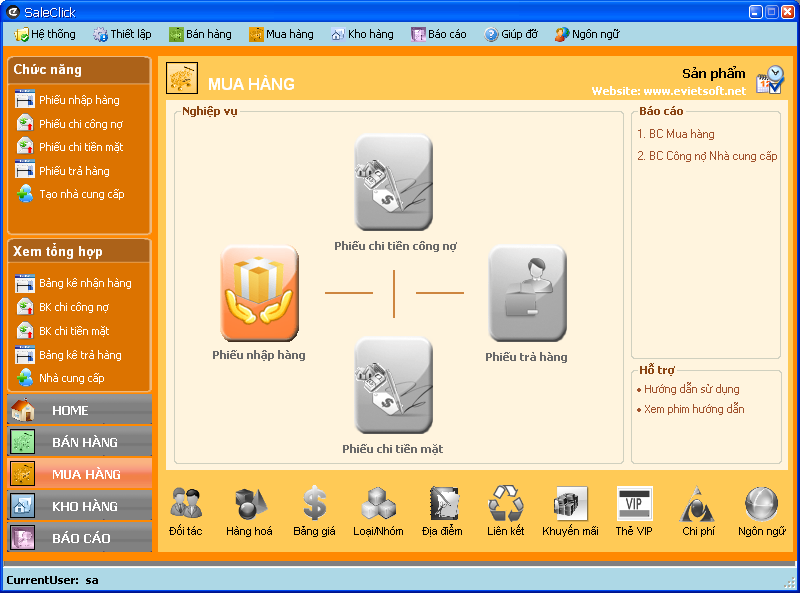 SaleClick
Hệ thống Thiết lập Bán hàng Mua hàng Kho hàng Báo cáo Giúp đỡ Ngôn ngữ
Chức năng
Phiếu nhập hàng
Phiếu chi công nợ
Phiếu chi tiền mặt
Phiếu trả hàng
Tạo nhà cung cấp
Xem tổng hợp
Bảng kê nhận hàng
BK chi công nợ
BK chi tiền mặt
Bảng kê trả hàng
Nhà cung cấp
HOME
BÁN HÀNG
MUA HÀNG
KHO HÀNG
BÁO CÁO
MUA HÀNG
Sản phẩm
Website: www.evietsoft.net
Nghiệp vụ
Phiếu chi tiền công nợ
Phiếu nhập hàng
Phiếu trả hàng
Phiếu chi tiền mặt
Báo cáo
1. BC Mua hàng
2. BC Công nợ Nhà cung cấp
Hỗ trợ
• Hướng dẫn sử dụng
• Xem phim hướng dẫn
VIP
Đối tác Hàng hoá Bảng giá Loại/Nhóm Địa điểm Liên kết Khuyến mãi Thẻ VIP Chi phí Ngôn ngữ
CurrentUser: sa